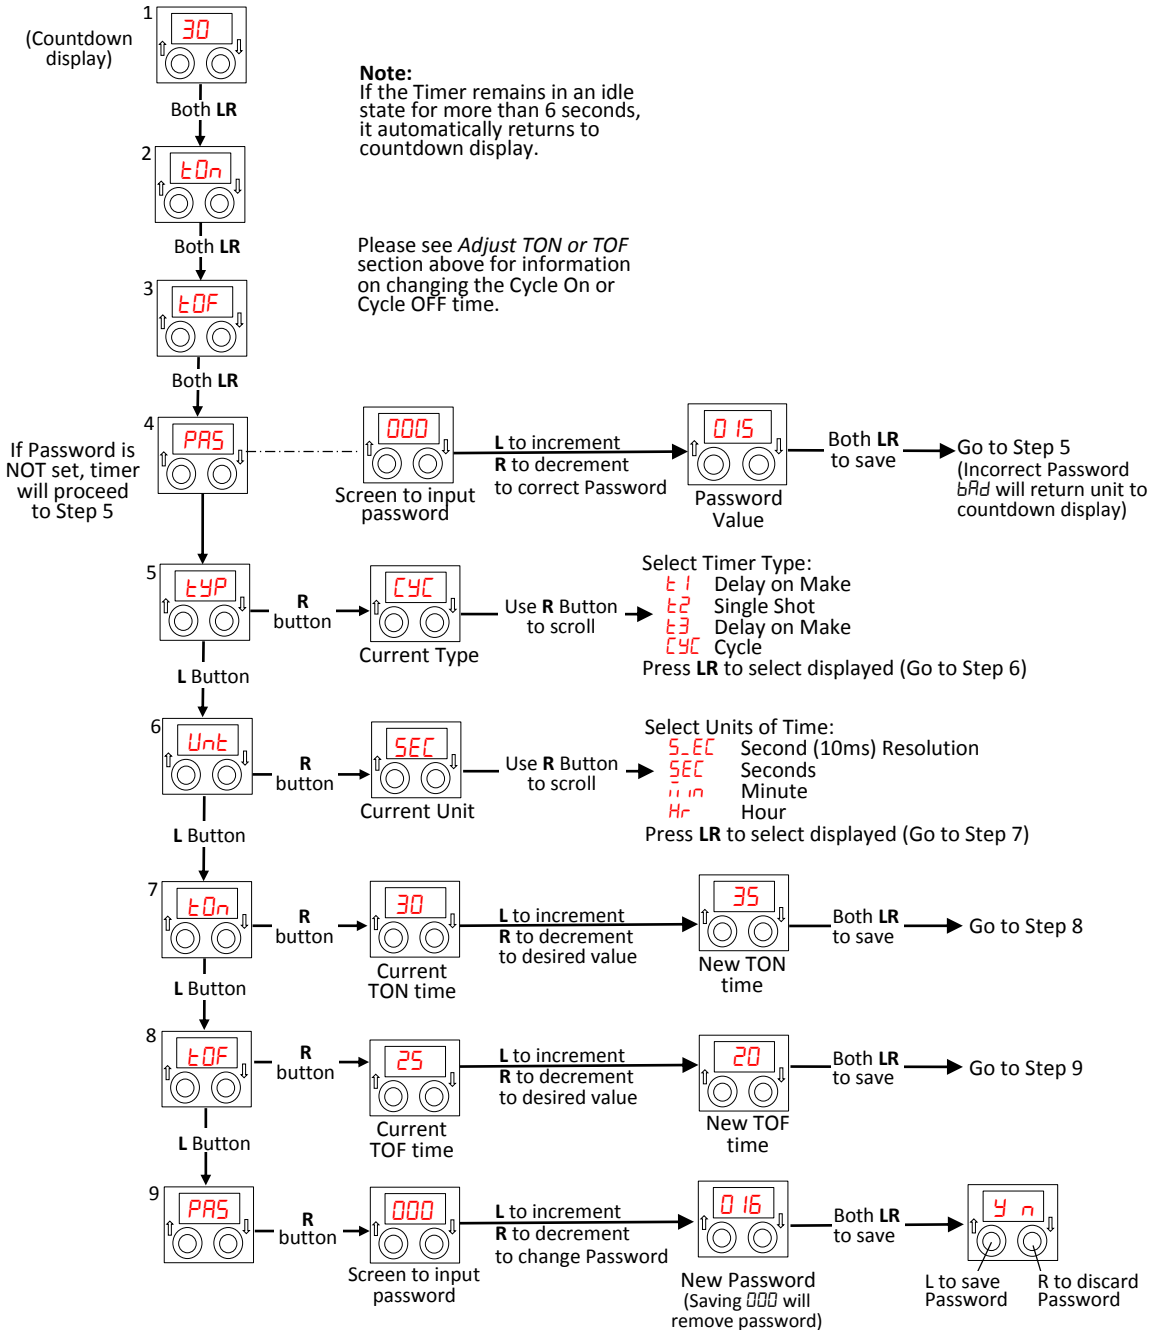 1
30
(Countdown
display)
Both LR
Note:
If the Timer remains in an idle
state for more than 6 seconds,
it automatically returns to
countdown display.
2
tOn
Both LR
Please see Adjust TON or TOF
section above for information
on changing the Cycle On or
Cycle OFF time.
3
tOF
Both LR
4
PAS
If Password is
NOT set, timer
will proceed
to Step 5
000
Screen to input
password
L to increment
R to decrement
to correct Password
015
Password
Value
Both LR
to save
Go to Step 5
(Incorrect Password
bAd will return unit to
countdown display)
5
tYP
R
button
CYC
Current Type
Use R Button
to scroll
Select Timer Type:
t1 Delay on Make
t2 Single Shot
t3 Delay on Make
CYC Cycle
Press LR to select displayed (Go to Step 6)
L Button
6
Unt
R
button
SEC
Current Unit
Use R Button
to scroll
Select Units of Time:
S_EC Second (10ms) Resolution
SEC Seconds
Min Minute
Hr Hour
Press LR to select displayed (Go to Step 7)
L Button
7
tOn
R
button
30
Current
TON time
L to increment
R to decrement
to desired value
35
New TON
time
Both LR
to save
Go to Step 8
L Button
8
tOF
R
button
25
Current
TOF time
L to increment
R to decrement
to desired value
20
New TOF
time
Both LR
to save
Go to Step 9
L Button
9
PAS
R
button
000
Screen to input
password
L to increment
R to decrement
to change Password
016
New Password
(Saving 000 will
remove password)
Both LR
to save
Y n
L to save
Password
R to discard
Password